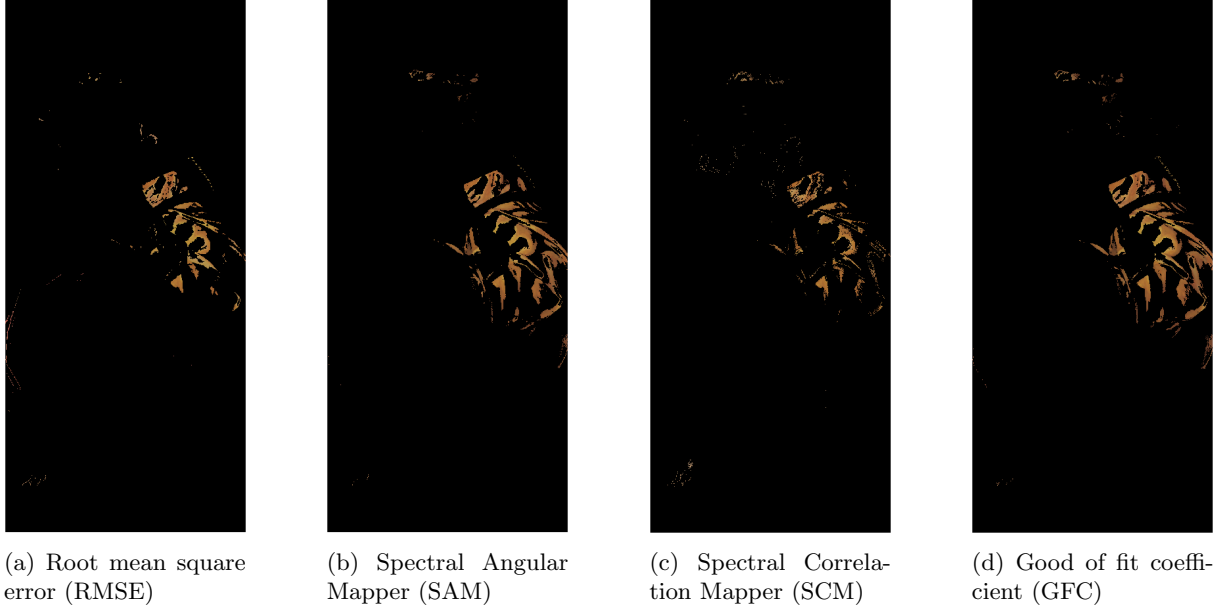 (a) Root mean square
error (RMSE)
(b) Spectral Angular
Mapper (SAM)
(c) Spectral Correla-
tion Mapper (SCM)
(d) Good of fit coeffi-
cient (GFC)